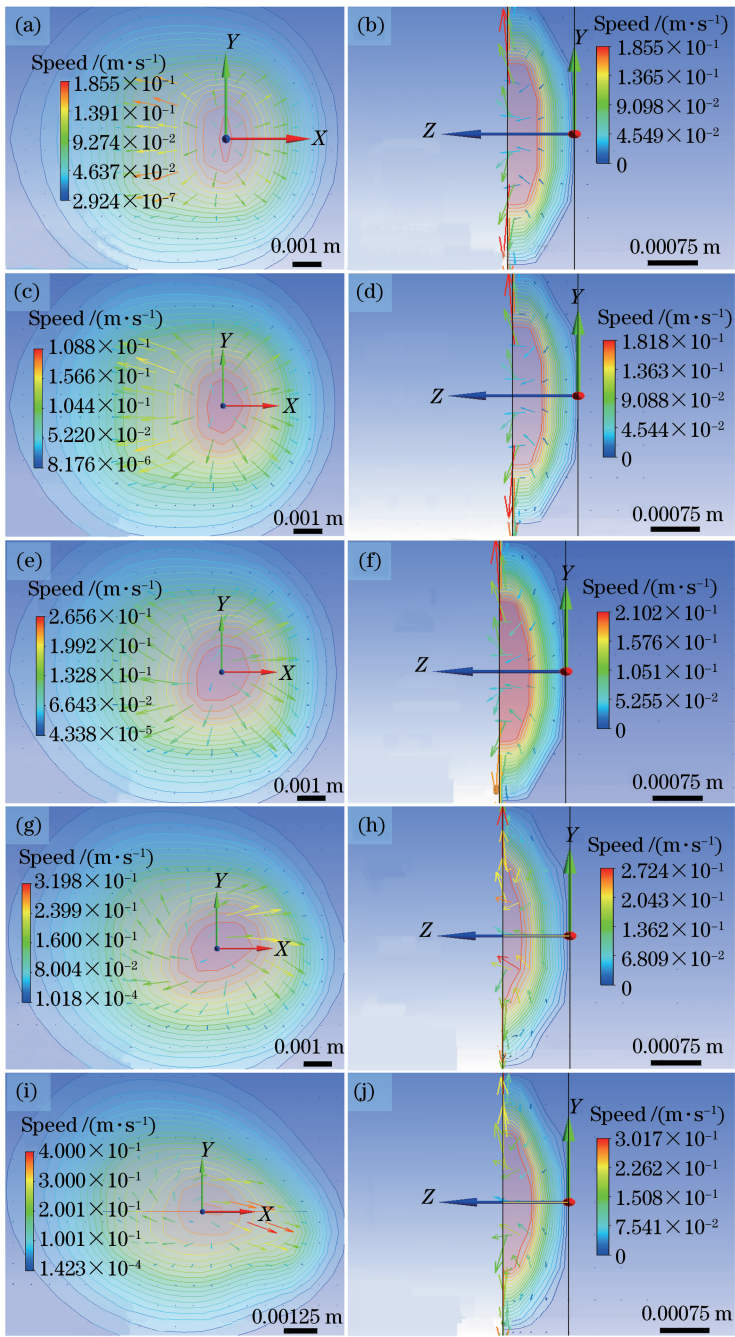 (a)
Y
Speed /(m·s⁻¹)
1.855×10⁻¹
1.391×10⁻¹
9.274×10⁻²
4.637×10⁻²
2.924×10⁻⁷
X
0.001 m
(b)
Y
Z
Speed /(m·s⁻¹)
1.855×10⁻¹
1.365×10⁻¹
9.098×10⁻²
4.549×10⁻²
0
0.00075 m
(c)
Speed /(m·s⁻¹)
1.088×10⁻¹
1.566×10⁻¹
1.044×10⁻¹
5.220×10⁻²
8.176×10⁻⁶
Y
X
0.001 m
(d)
Y
Z
Speed /(m·s⁻¹)
1.818×10⁻¹
1.363×10⁻¹
9.088×10⁻²
4.544×10⁻²
0
0.00075 m
(e)
Speed /(m·s⁻¹)
2.656×10⁻¹
1.992×10⁻¹
1.328×10⁻¹
6.643×10⁻²
4.338×10⁻⁵
Y
X
0.001 m
(f)
Y
Z
Speed /(m·s⁻¹)
2.102×10⁻¹
1.576×10⁻¹
1.051×10⁻¹
5.255×10⁻²
0
0.00075 m
(g)
Speed /(m·s⁻¹)
3.198×10⁻¹
2.399×10⁻¹
1.600×10⁻¹
8.004×10⁻²
1.018×10⁻⁴
Y
X
0.001 m
(h)
Y
Z
Speed /(m·s⁻¹)
2.724×10⁻¹
2.043×10⁻¹
1.362×10⁻¹
6.809×10⁻²
0
0.00075 m
(i)
Speed /(m·s⁻¹)
4.000×10⁻¹
3.000×10⁻¹
2.001×10⁻¹
1.001×10⁻¹
1.423×10⁻⁴
Y
X
0.00125 m
(j)
Y
Z
Speed /(m·s⁻¹)
3.017×10⁻¹
2.262×10⁻¹
1.508×10⁻¹
7.541×10⁻²
0
0.00075 m